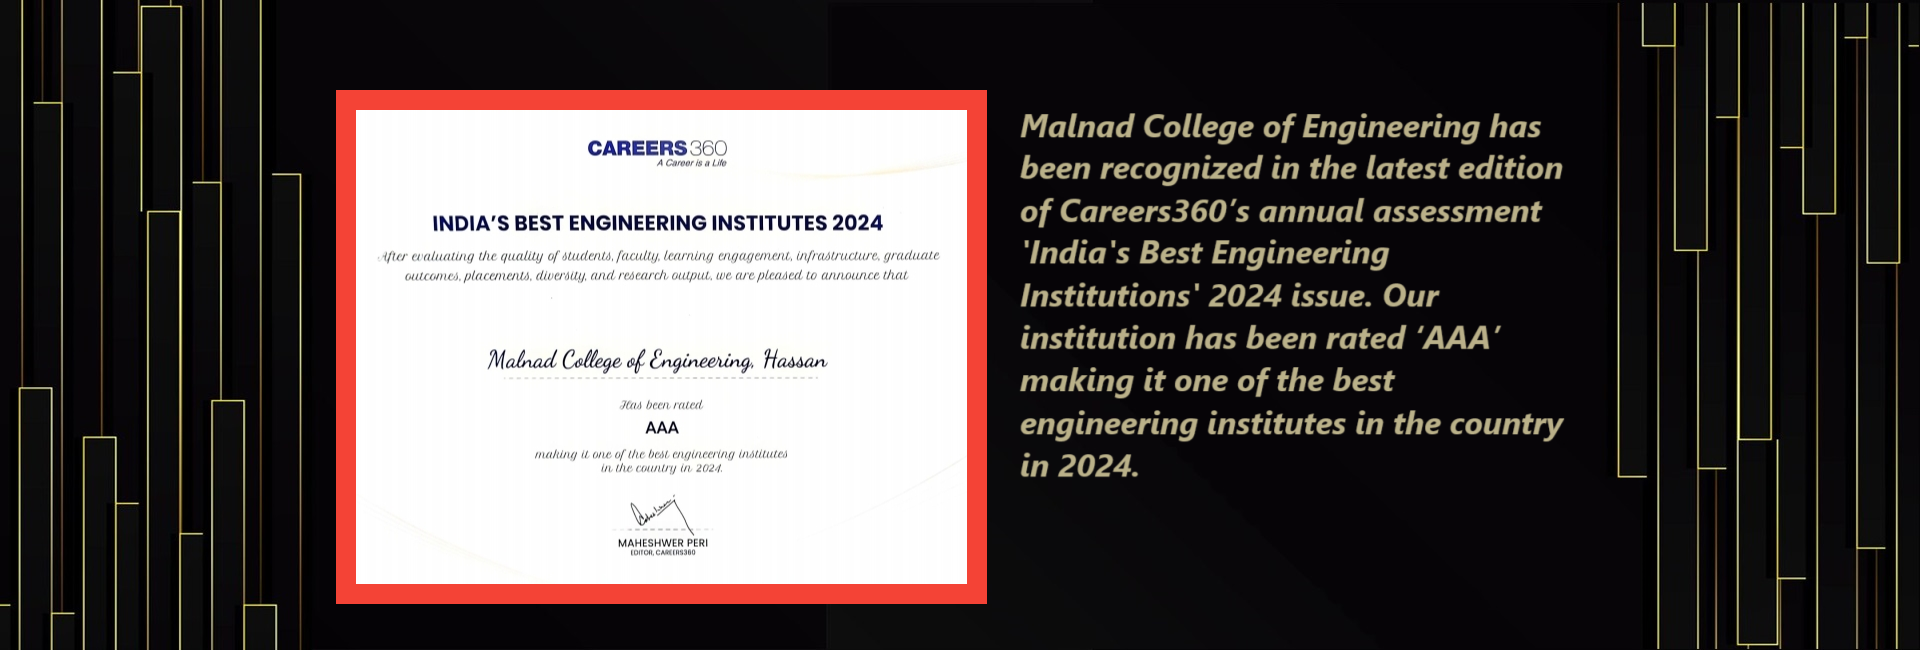 CAREERS360
A Career is a Life
INDIA'S BEST ENGINEERING INSTITUTES 2024
After evaluating the quality of students, faculty, learning engagement, infrastructure, graduate
outcomes, placements, diversity, and research output, we are pleased to announce that
Malnad College of Engineering, Hassan
Has been rated
AAA
making it one of the best engineering institutes
in the country in 2024.
MAHESHWER PERI
EDITOR, CAREERS360
Malnad College of Engineering has
been recognized in the latest edition
of Careers360’s annual assessment
'India's Best Engineering
Institutions' 2024 issue. Our
institution has been rated ‘AAA’
making it one of the best
engineering institutes in the country
in 2024.